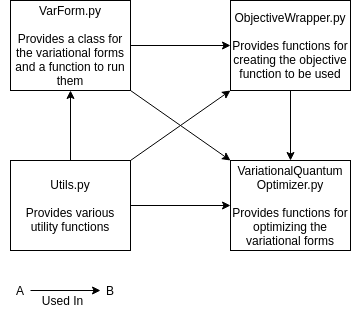 VarForm.py
Provides a class for
the variational forms
and a function to run
them
ObjectiveWrapper.py
Provides functions for
creating the objective
function to be used
Utils.py
Provides various
utility functions
VariationalQuantum
Optimizer.py
Provides functions for
optimizing the
variational forms
A
B
Used In